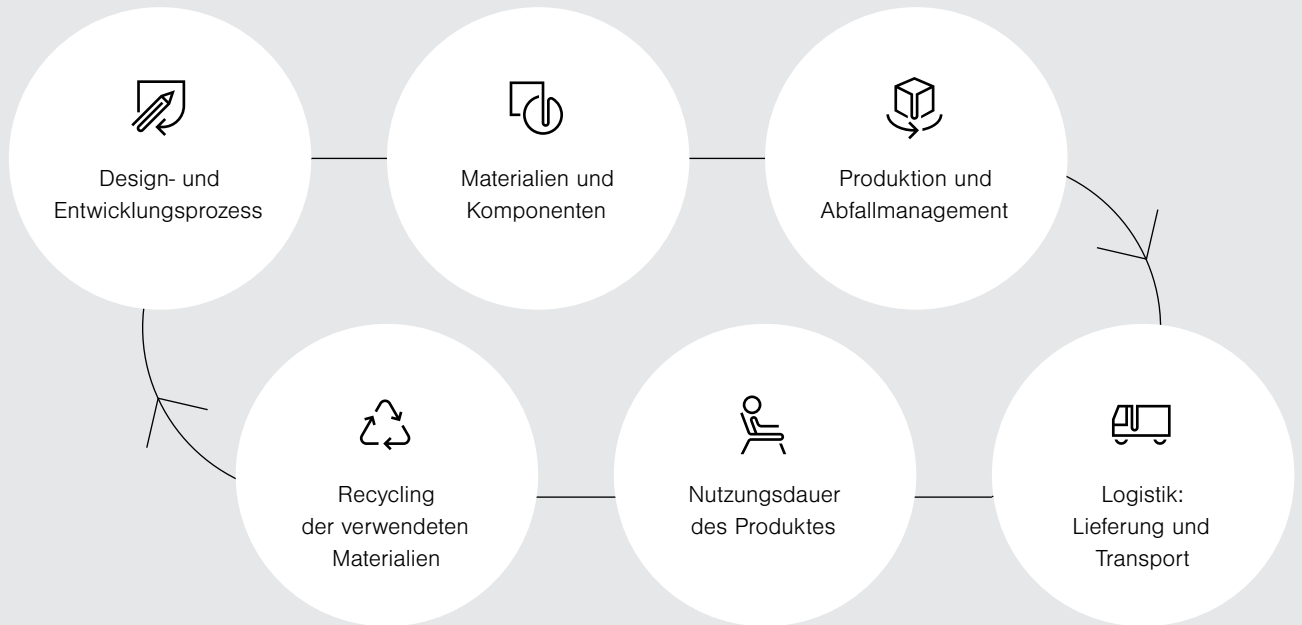 Design- und
Entwicklungsprozess
Materialien und
Komponenten
Produktion und
Abfallmanagement
Recycling
der verwendeten
Materialien
Nutzungsdauer
des Produktes
Logistik:
Lieferung und
Transport